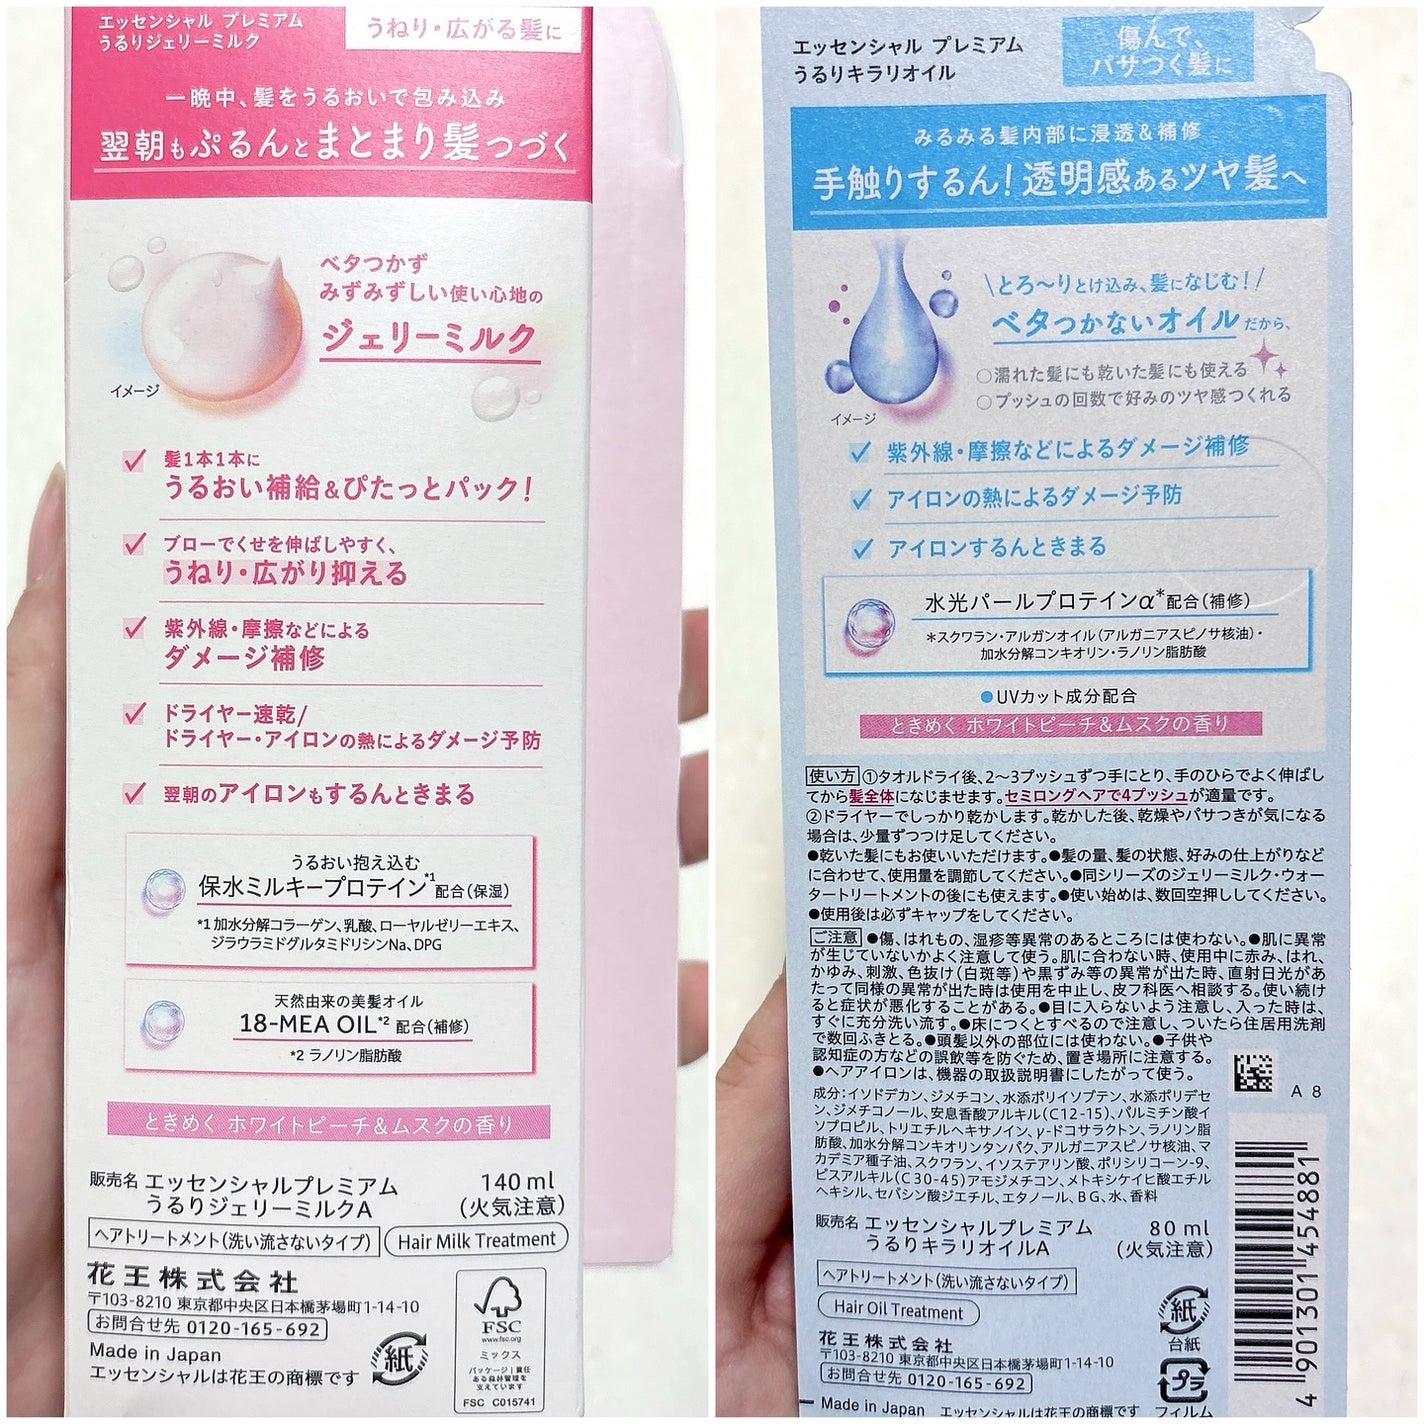 エッセンシャル プレミアム
うるりジェリーミルク
うねり・広がる髪に
一晩中、髪をうるおいで包み込み
翌朝もぷるんとまとまり髪つづく
ベタつかず
みずみずしい使い心地の
ジェリーミルク
イメージ
髪1本1本に
うるおい補給&ぴたっとパック!
ブローでくせを伸ばしやすく、
うねり・広がり抑える
紫外線・摩擦などによる
ダメージ補修
ドライヤー速乾/
ドライヤー・アイロンの熱によるダメージ予防
翌朝のアイロンもするんときまる
うるおい抱え込む
保水ミルキープロテイン*1 配合(保湿)
*1 加水分解コラーゲン、乳酸、ローヤルゼリーエキス、
ジラウラミドグルタミドリシンNa、DPG
天然由来の美髪オイル
18-MEA OIL*2 配合(補修)
*2 ラノリン脂肪酸
ときめく ホワイトピーチ&ムスクの香り
販売名 エッセンシャルプレミアム
うるりジェリーミルクA
140 ml
(火気注意)
ヘアトリートメント(洗い流さないタイプ)
Hair Milk Treatment
花王株式会社
〒103-8210 東京都中央区日本橋茅場町1-14-10
お問合せ先 0120-165-692
Made in Japan
エッセンシャルは花王の商標です
紙
FSC
www.fsc.org
ミックス
パッケージ|責任
ある森林管理を
支えています
FSC C015741
エッセンシャル プレミアム
うるりキラリオイル
傷んで、
パサつく髪に
みるみる髪内部に浸透&補修
手触りするん!透明感あるツヤ髪へ
\とろ〜りとけ込み、髪になじむ!/
ベタつかないオイルだから、
○濡れた髪にも乾いた髪にも使える
○プッシュの回数で好みのツヤ感つくれる
イメージ
紫外線・摩擦などによるダメージ補修
アイロンの熱によるダメージ予防
アイロンするんときまる
水光パールプロテインα*配合(補修)
*スクワラン・アルガンオイル(アルガニアスピノサ核油)・
加水分解コンキオリン・ラノリン脂肪酸
●UVカット成分配合
ときめく ホワイトピーチ&ムスクの香り
使い方 ①タオルドライ後、2〜3プッシュずつ手にとり、手のひらでよく伸ばし
てから髪全体になじませます。セミロングヘアで4プッシュが適量です。
②ドライヤーでしっかり乾かします。乾かした後、乾燥やパサつきが気になる
場合は、少量ずつつけ足してください。
●乾いた髪にもお使いいただけます。●髪の量、髪の状態、好みの仕上がりなど
に合わせて、使用量を調節してください。●同シリーズのジェリーミルク・ウォー
タートリートメントの後にも使えます。●使い始めは、数回空押ししてください。
●使用後は必ずキャップをしてください。
ご注意 ●傷、はれもの、湿疹等異常のあるところには使わない。●肌に異常
が生じていないかよく注意して使う。肌に合わない時、使用中に赤み、はれ、
かゆみ、刺激、色抜け(白斑等)や黒ずみ等の異常が出た時、直射日光があ
たって同様の異常が出た時は使用を中止し、皮フ科医へ相談する。使い続け
ると症状が悪化することがある。●目に入らないよう注意し、入った時は、
すぐに充分洗い流す。●床につくとすべるので注意し、ついたら住居用洗剤
で数回ふきとる。●頭髪以外の部位には使わない。●子供や
認知症の方などの誤飲等を防ぐため、置き場所に注意する。
●ヘアアイロンは、機器の取扱説明書にしたがって使う。
A 8
成分:イソドデカン、ジメチコン、水添ポリイソブテン、水添ポリデセ
ン、ジメチコノール、安息香酸アルキル(C12-15)、パルミチン酸イ
ソプロピル、トリエチルヘキサノイン、γ-ドコサラクトン、ラノリン脂
肪酸、加水分解コンキオリンタンパク、アルガニアスピノサ核油、マ
カデミア種子油、スクワラン、イソステアリン酸、ポリシリコーン-9、
ビスアルキル(C30-45)アモジメチコン、メトキシケイヒ酸エチル
ヘキシル、セバシン酸ジエチル、エタノール、BG、水、香料
販売名 エッセンシャルプレミアム
うるりキラリオイルA
80 ml
(火気注意)
ヘアトリートメント(洗い流さないタイプ)
Hair Oil Treatment
花王株式会社
〒103-8210 東京都中央区日本橋茅場町1-14-10
お問合せ先 0120-165-692
Made in Japan エッセンシャルは花王の商標です
紙
台紙
プラ
フィルム
4 901301 454881